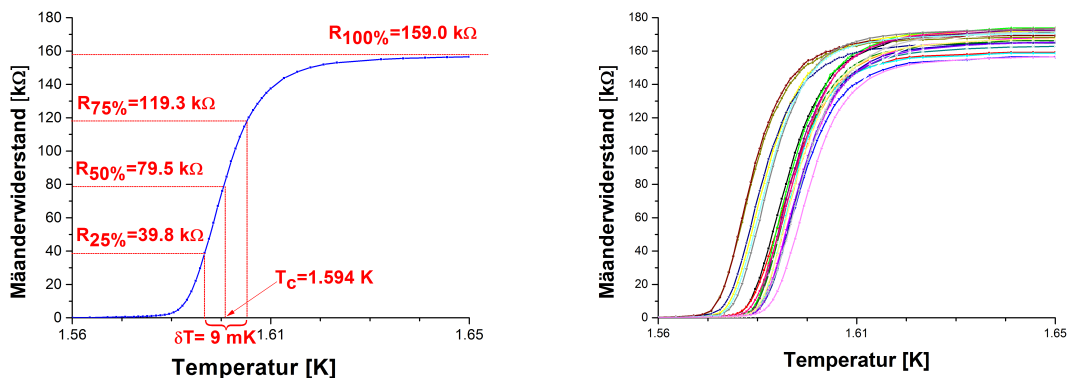 180
160
140
120
100
80
60
40
20
0
Mäanderwiderstand [kΩ]
R100%=159.0 kΩ
R75%=119.3 kΩ
R50%=79.5 kΩ
R25%=39.8 kΩ
TC=1.594 K
1.56
δT= 9 mK
1.61
1.65
Temperatur [K]
180
160
140
120
100
80
60
40
20
0
Mäanderwiderstand [kΩ]
1.56
1.61
1.65
Temperatur [K]